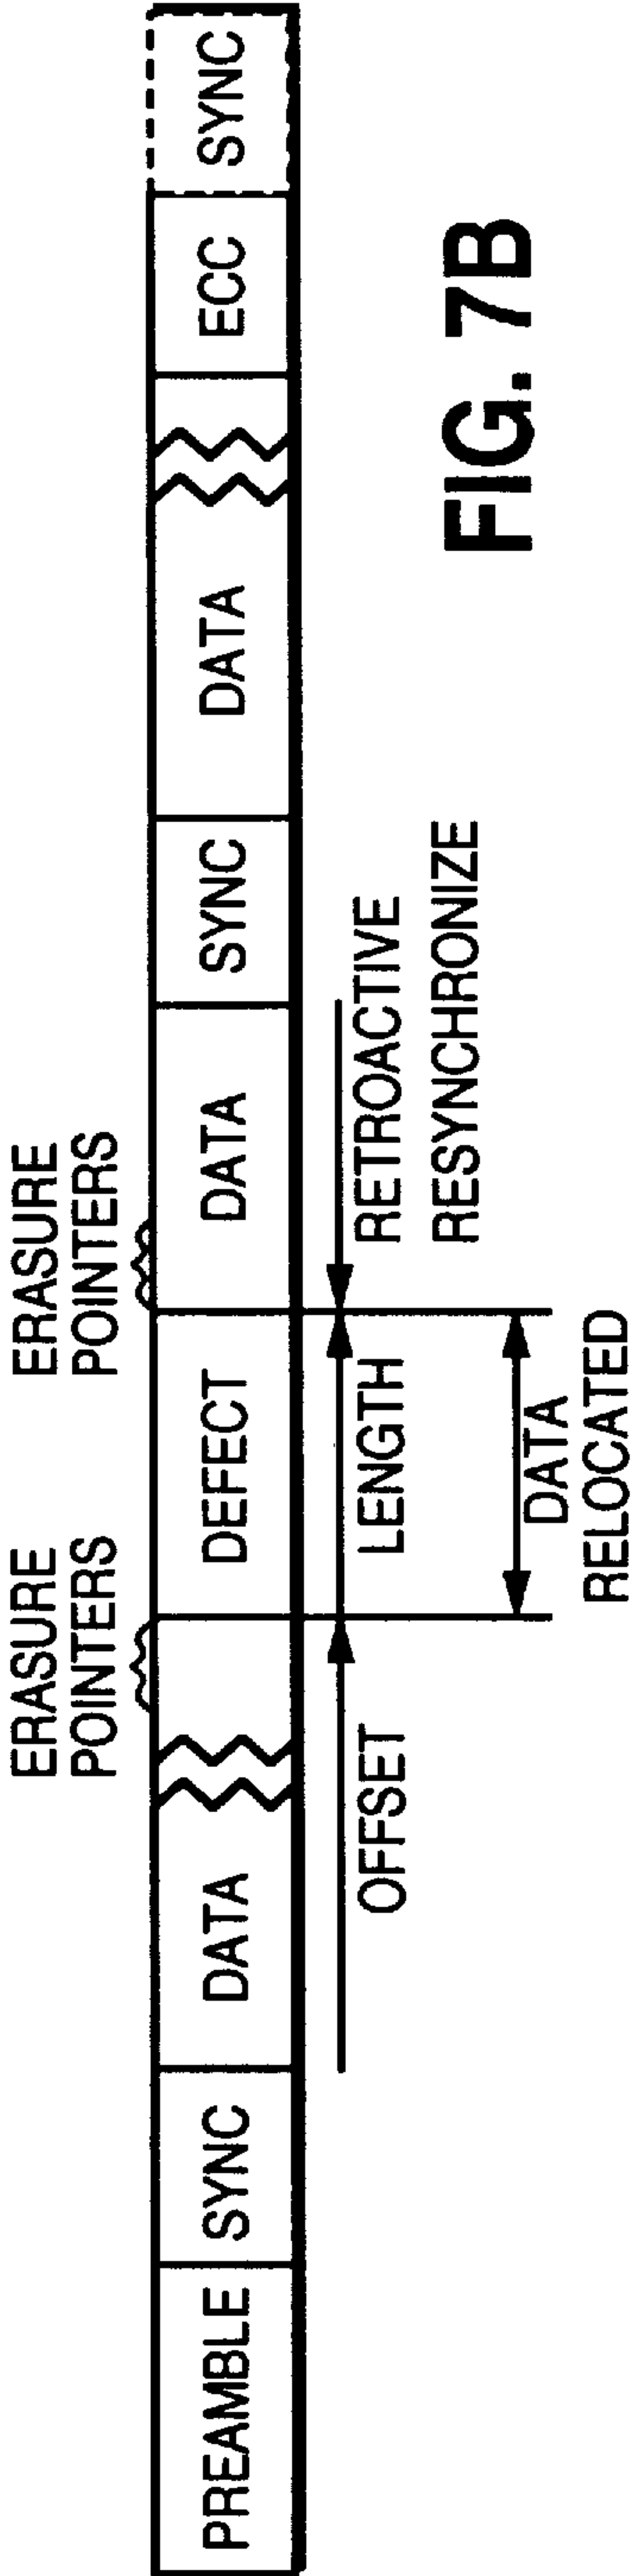 ERASURE
POINTERS
ERASURE
POINTERS
PREAMBLE
SYNC
DATA
DEFECT
DATA
SYNC
DATA
ECC
SYNC
OFFSET
LENGTH
RETROACTIVE
RESYNCHRONIZE
DATA
RELOCATED
FIG. 7B